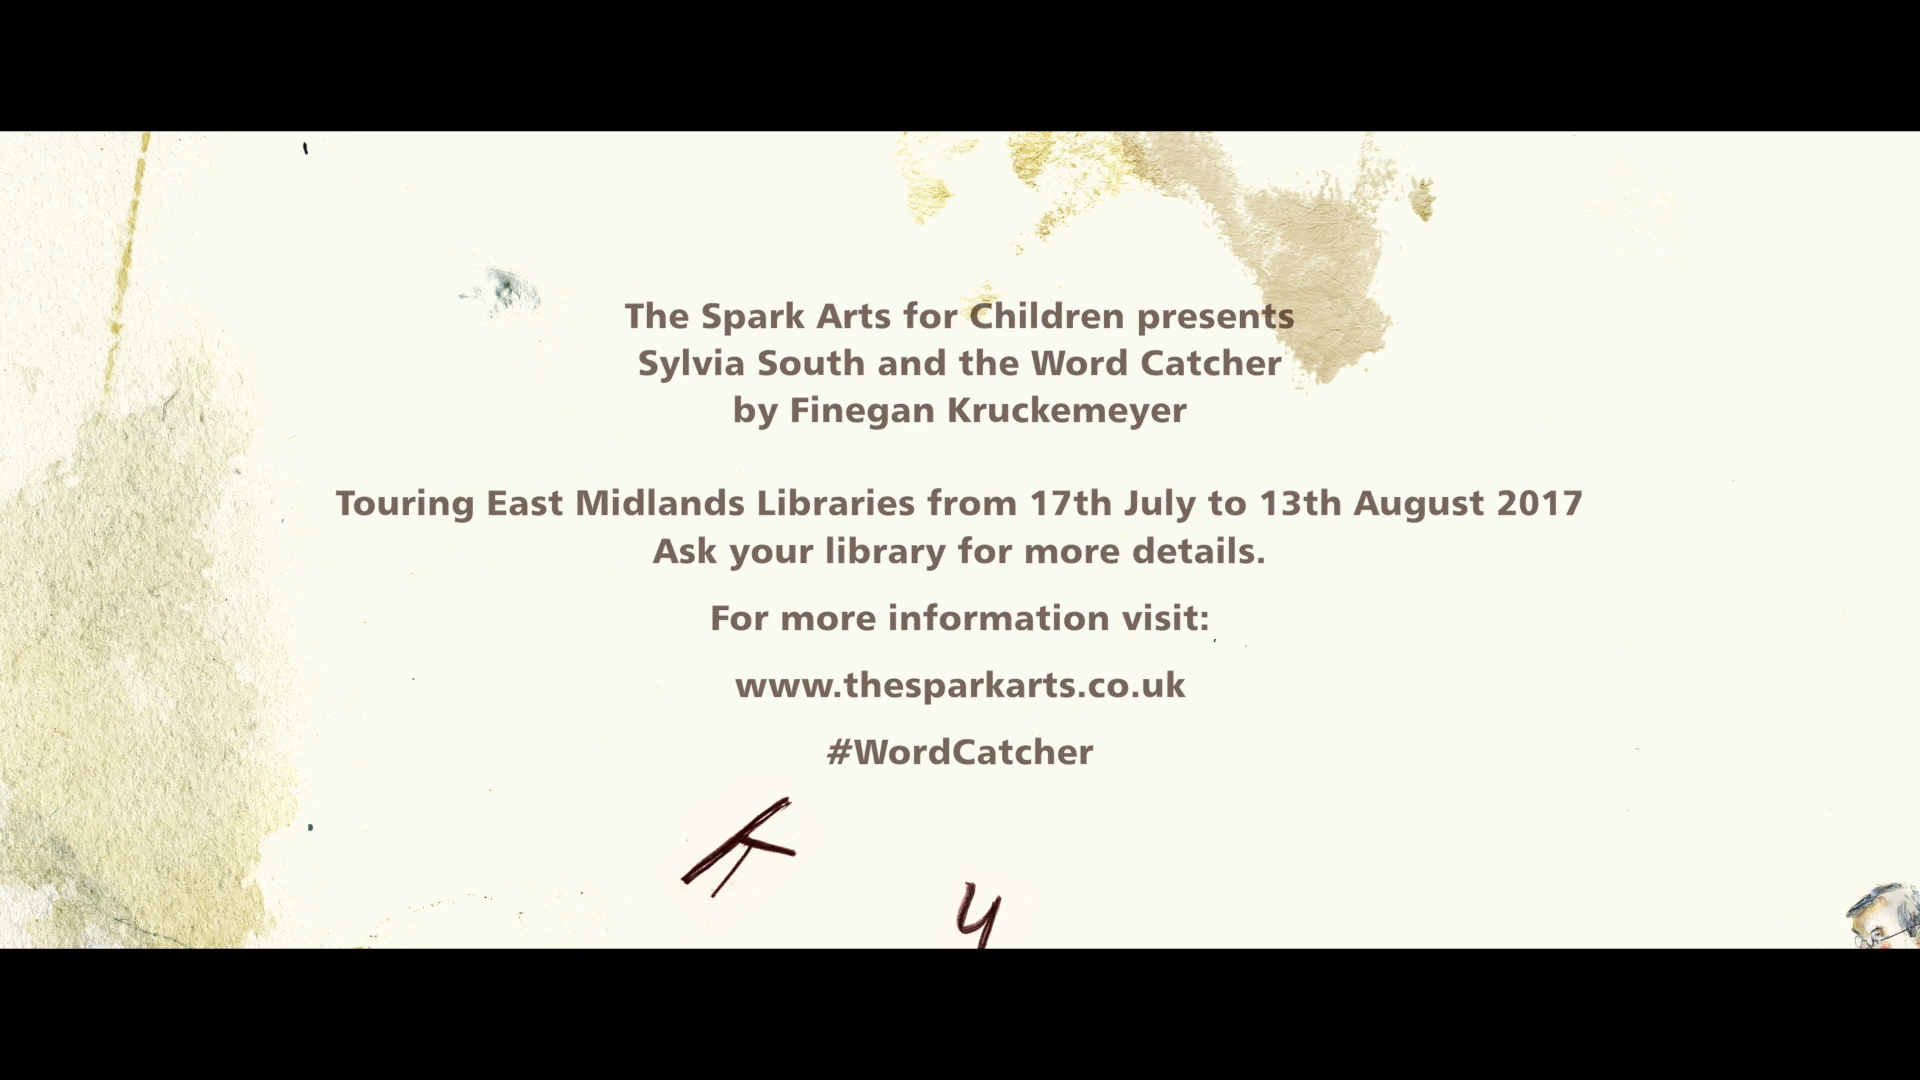 The Spark Arts for Children presents
Sylvia South and the Word Catcher
by Finegan Kruckemeyer
Touring East Midlands Libraries from 17th July to 13th August 2017
Ask your library for more details.
For more information visit:
www.thesparkarts.co.uk
#WordCatcher
K
y